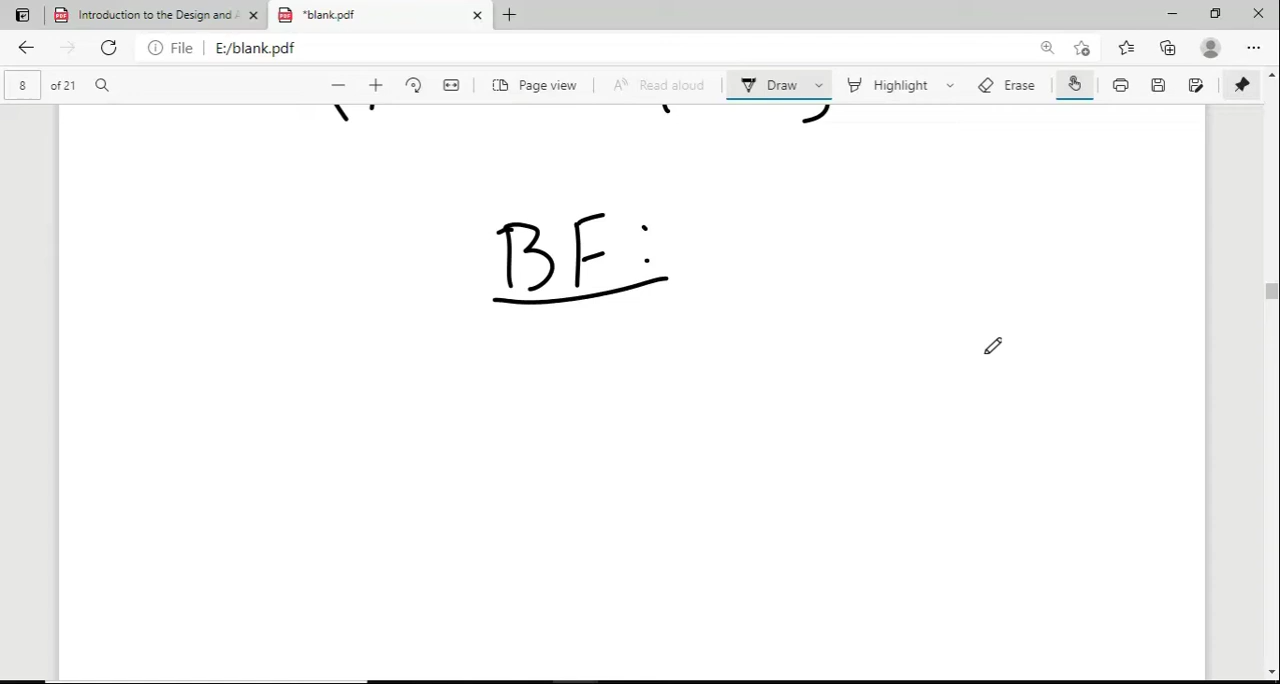 Introduction to the Design and A
*blank.pdf
File
E:/blank.pdf
8 of 21
Page view
Read aloud
Draw
Highlight
Erase
BF: